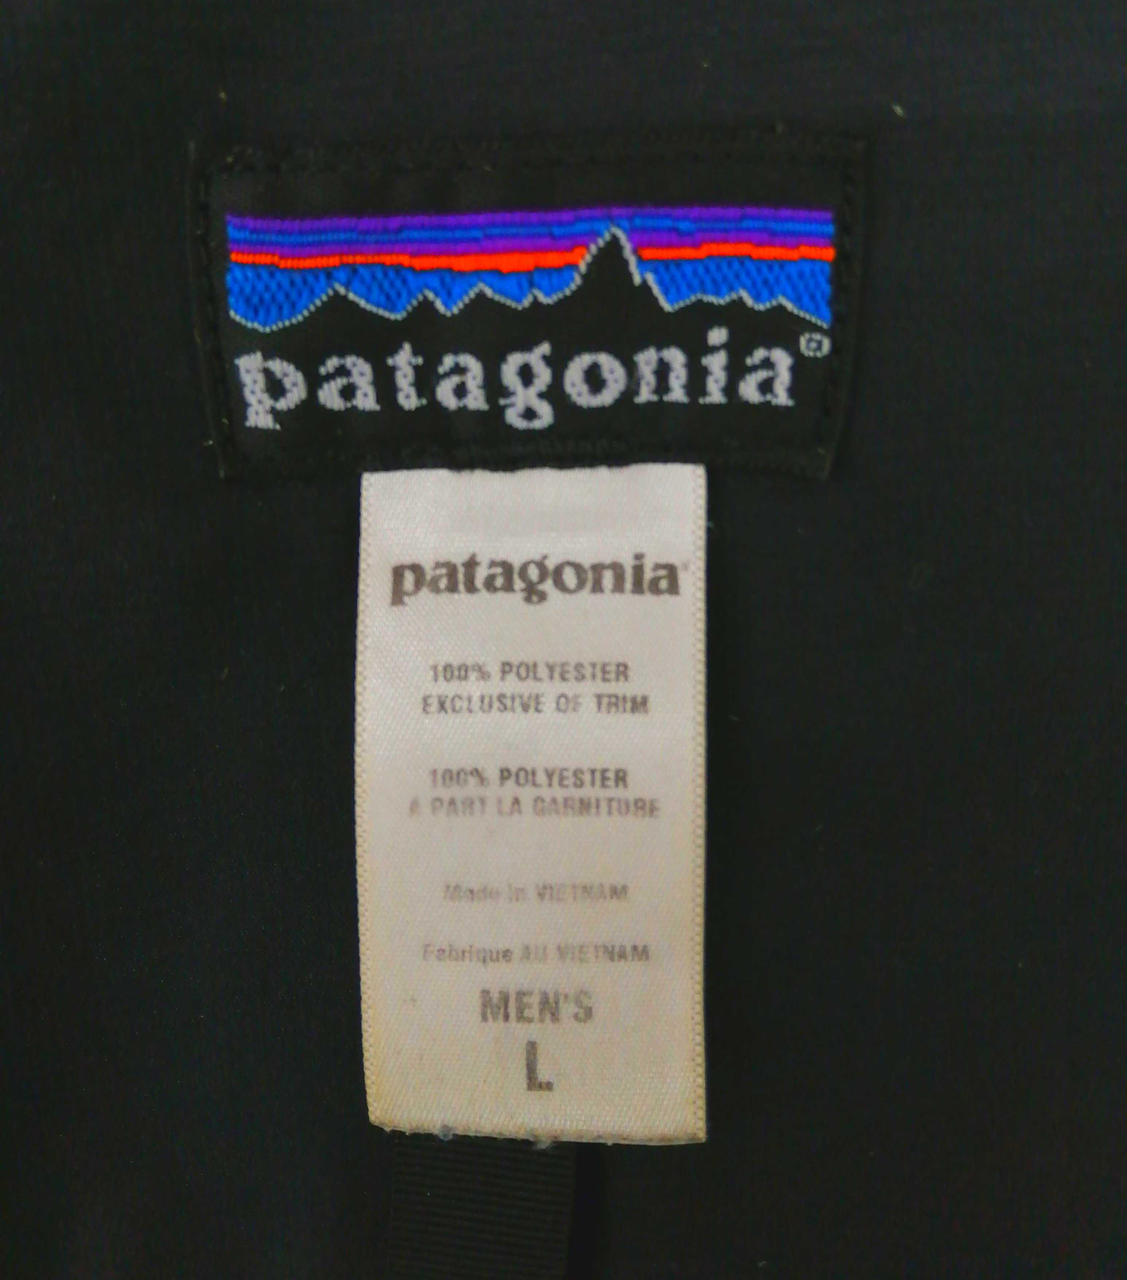 patagonia®
patagonia®
100% POLYESTER
EXCLUSIVE OF TRIM
100% POLYESTER
À PART LA GARNITURE
Made in VIETNAM
Fabrique AU VIETNAM
MEN'S
L